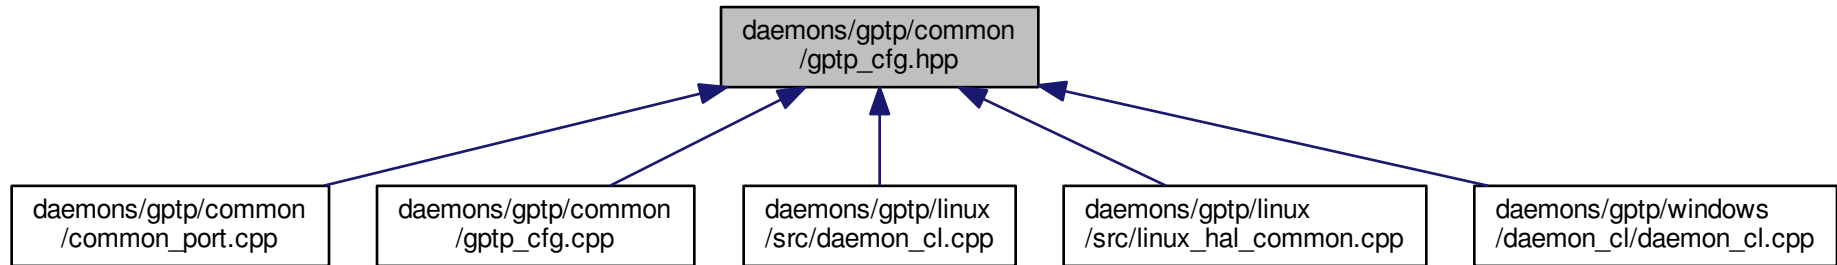 daemons/gptp/common
/gptp_cfg.hpp
daemons/gptp/common
/common_port.cpp
daemons/gptp/common
/gptp_cfg.cpp
daemons/gptp/linux
/src/daemon_cl.cpp
daemons/gptp/linux
/src/linux_hal_common.cpp
daemons/gptp/windows
/daemon_cl/daemon_cl.cpp